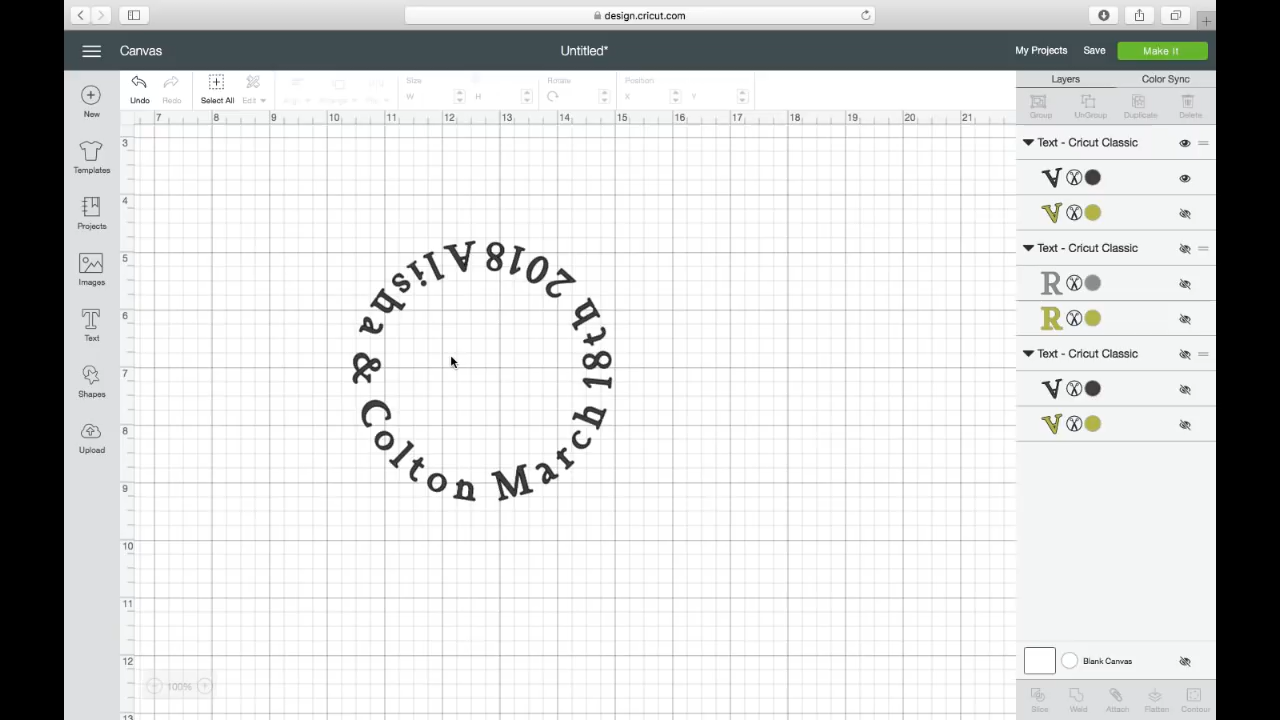 design.cricut.com
Canvas
Untitled*
My Projects
Save
Make It
Undo
Redo
Select All
Edit
Align
Arrange
Flip
Size
W
H
Rotate
Position
X
Y
Layers
Color Sync
Group
UnGroup
Duplicate
Delete
New
Templates
Projects
Images
Text
Shapes
Upload
7 8 9 10 11 12 13 14 15 16 17 18 19 20 21
3
4
5
6
7
8
9
10
11
12
13
Alisha & Colton March 18th 2018
Text - Cricut Classic
A
A
Text - Cricut Classic
R
R
Text - Cricut Classic
A
A
100%
Blank Canvas
Slice
Weld
Attach
Flatten
Contour